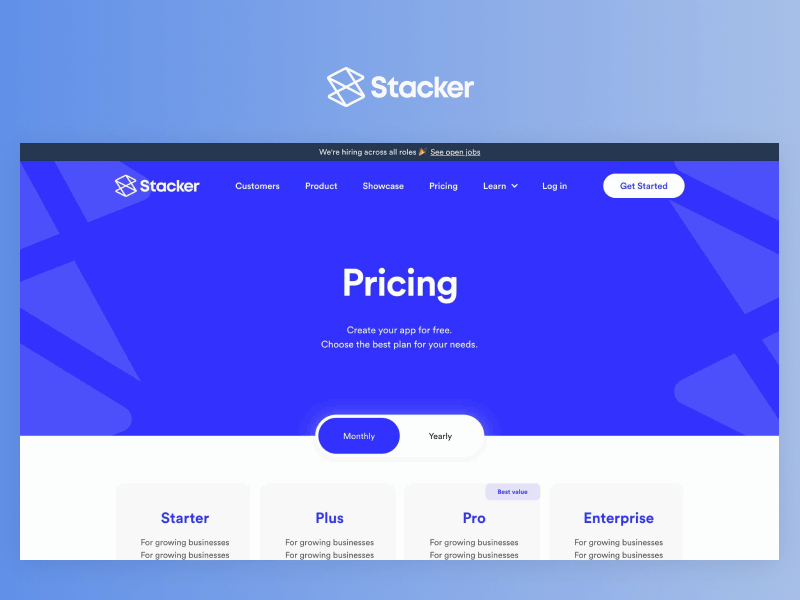 Stacker
We're hiring across all roles 🎉 See open jobs
Stacker Customers Product Showcase Pricing Learn Log in Get Started
Pricing
Create your app for free.
Choose the best plan for your needs.
Monthly Yearly
Best value
Starter Plus Pro Enterprise
For growing businesses For growing businesses For growing businesses For growing businesses
For growing businesses For growing businesses For growing businesses For growing businesses